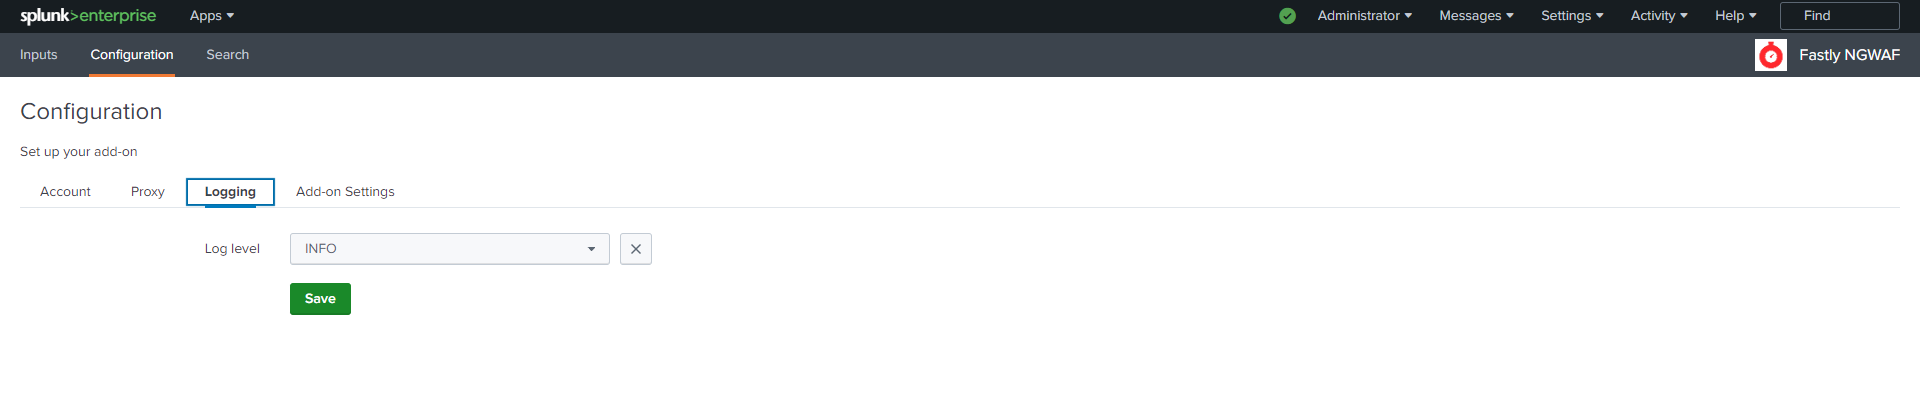 splunk>enterprise Apps Administrator Messages Settings Activity Help Find
Inputs Configuration Search Fastly NGWAF
Configuration
Set up your add-on
Account Proxy Logging Add-on Settings
Log level INFO
Save